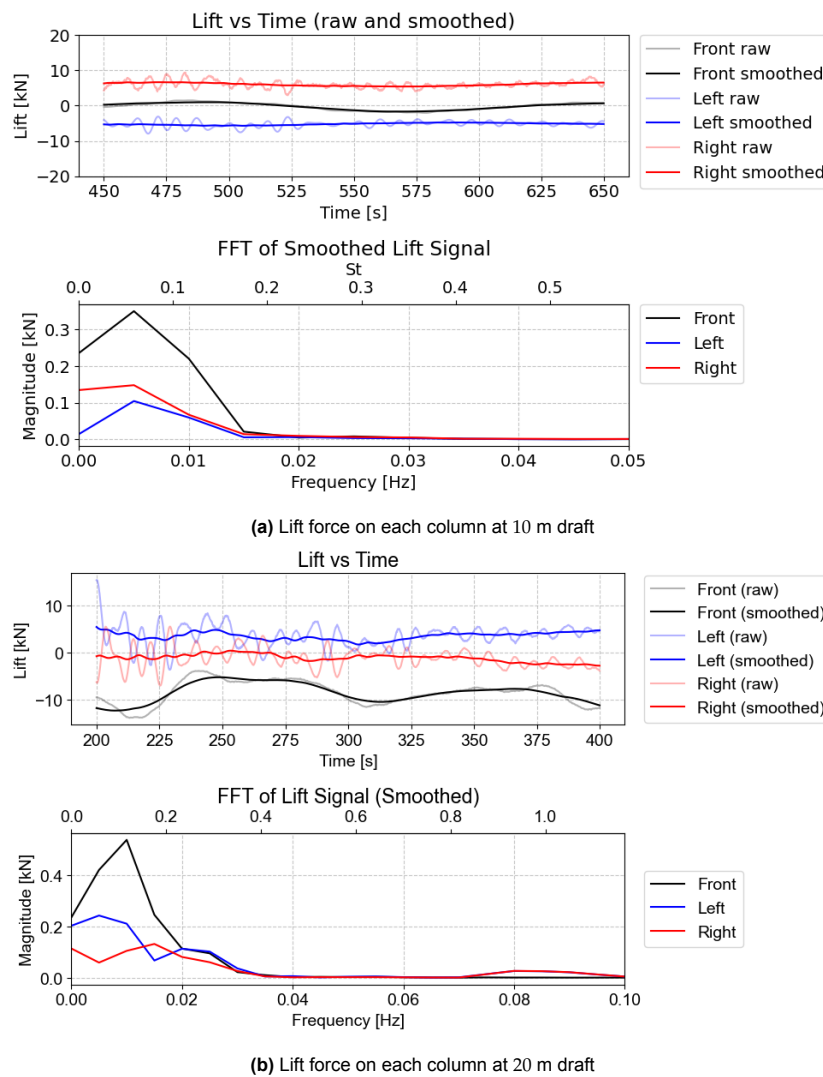 Lift vs Time (raw and smoothed)
20
10
0
−10
−20
Lift [kN]
450 475 500 525 550 575 600 625 650
Time [s]
Front raw
Front smoothed
Left raw
Left smoothed
Right raw
Right smoothed
FFT of Smoothed Lift Signal
St
0.0 0.1 0.2 0.3 0.4 0.5
0.3
0.2
0.1
0.0
Magnitude [kN]
0.00 0.01 0.02 0.03 0.04 0.05
Frequency [Hz]
Front
Left
Right
(a) Lift force on each column at 10 m draft
Lift vs Time
10
0
−10
Lift [kN]
200 225 250 275 300 325 350 375 400
Time [s]
Front (raw)
Front (smoothed)
Left (raw)
Left (smoothed)
Right (raw)
Right (smoothed)
FFT of Lift Signal (Smoothed)
0.0 0.2 0.4 0.6 0.8 1.0
0.4
0.2
0.0
Magnitude [kN]
0.00 0.02 0.04 0.06 0.08 0.10
Frequency [Hz]
Front
Left
Right
(b) Lift force on each column at 20 m draft